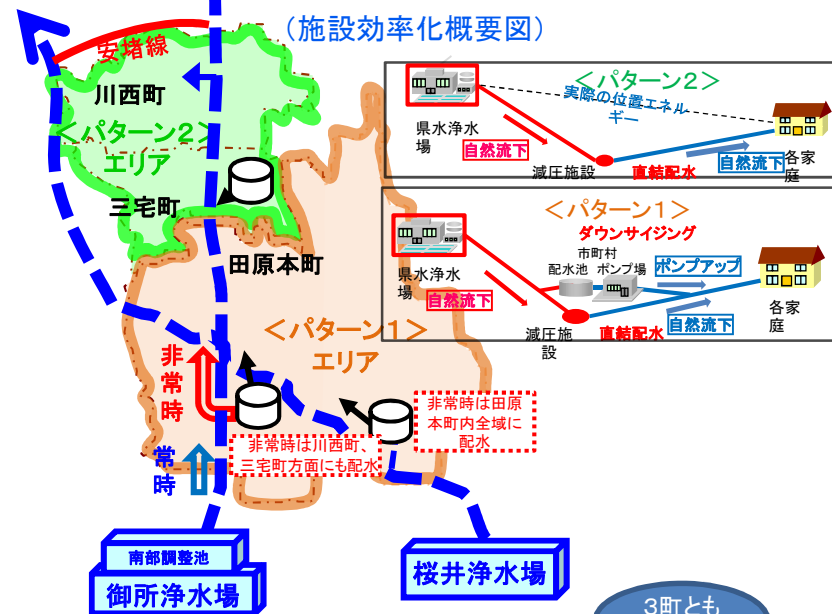 （施設効率化概要図）
安堵線
川西町
＜パターン２＞
エリア
三宅町
田原本町
＜パターン１＞
エリア
非常時
常時
非常時は川西町、
三宅町方面にも配水
非常時は田原
本町内全域に
配水
南部調整池
御所浄水場
桜井浄水場
＜パターン２＞
実際の位置エネル
ギー
県水浄水
場
自然流下
減圧施設
直結配水
自然流下
各家
庭
＜パターン１＞
ダウンサイジング
市町村
配水池 ポンプ場
ポンプアップ
県水浄水
場
自然流下
減圧施
設
直結配水
自然流下
各家
庭
３町とも